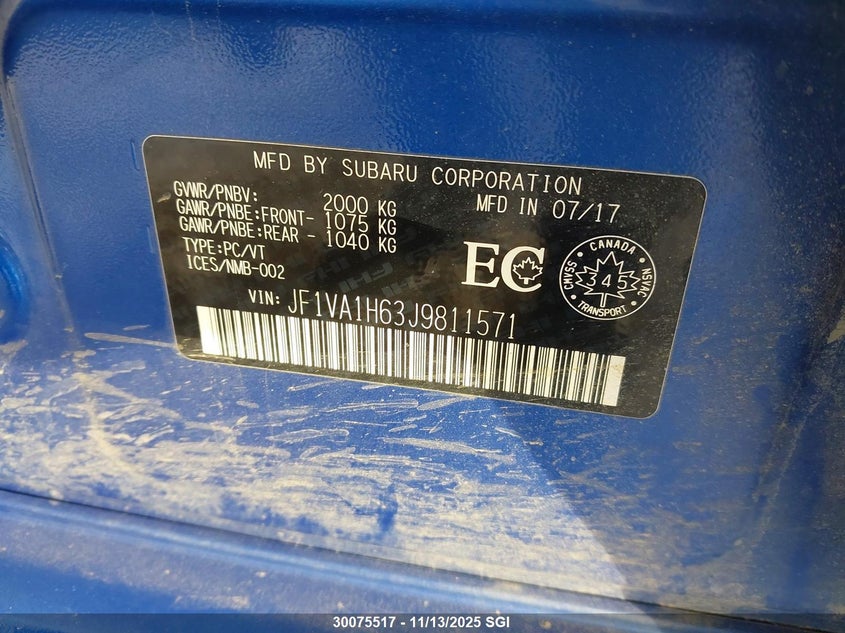 MFD BY SUBARU CORPORATION
GVWR/PNBV: 2000 KG MFD IN 07/17
GAWR/PNBE:FRONT- 1075 KG
GAWR/PNBE:REAR - 1040 KG
TYPE:PC/VT
ICES/NMB-002
EC
CANADA
CMVSS 345 NSVAC
TRANSPORT
VIN: JF1VA1H63J9811571
30075517 - 11/13/2025 SGI